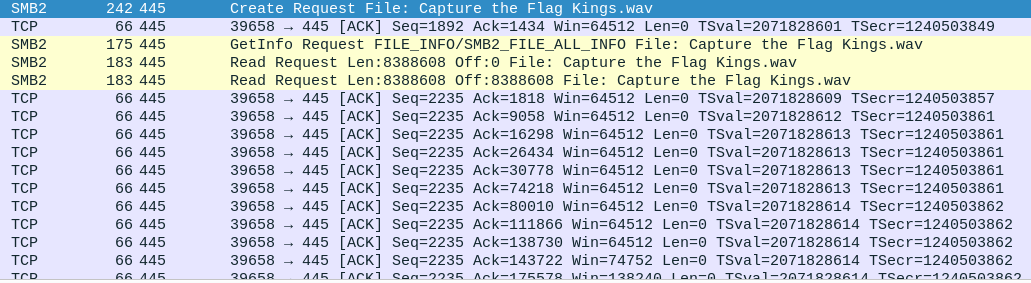 SMB2 242 445 Create Request File: Capture the Flag Kings.wav
TCP 66 445 39658 → 445 [ACK] Seq=1892 Ack=1434 Win=64512 Len=0 TSval=2071828601 TSecr=1240503849
SMB2 175 445 GetInfo Request FILE_INFO/SMB2_FILE_ALL_INFO File: Capture the Flag Kings.wav
SMB2 183 445 Read Request Len:8388608 Off:0 File: Capture the Flag Kings.wav
SMB2 183 445 Read Request Len:8388608 Off:8388608 File: Capture the Flag Kings.wav
TCP 66 445 39658 → 445 [ACK] Seq=2235 Ack=1818 Win=64512 Len=0 TSval=2071828609 TSecr=1240503857
TCP 66 445 39658 → 445 [ACK] Seq=2235 Ack=9058 Win=64512 Len=0 TSval=2071828612 TSecr=1240503861
TCP 66 445 39658 → 445 [ACK] Seq=2235 Ack=16298 Win=64512 Len=0 TSval=2071828613 TSecr=1240503861
TCP 66 445 39658 → 445 [ACK] Seq=2235 Ack=26434 Win=64512 Len=0 TSval=2071828613 TSecr=1240503861
TCP 66 445 39658 → 445 [ACK] Seq=2235 Ack=30778 Win=64512 Len=0 TSval=2071828613 TSecr=1240503861
TCP 66 445 39658 → 445 [ACK] Seq=2235 Ack=74218 Win=64512 Len=0 TSval=2071828613 TSecr=1240503861
TCP 66 445 39658 → 445 [ACK] Seq=2235 Ack=80010 Win=64512 Len=0 TSval=2071828614 TSecr=1240503862
TCP 66 445 39658 → 445 [ACK] Seq=2235 Ack=111866 Win=64512 Len=0 TSval=2071828614 TSecr=1240503862
TCP 66 445 39658 → 445 [ACK] Seq=2235 Ack=138730 Win=64512 Len=0 TSval=2071828614 TSecr=1240503862
TCP 66 445 39658 → 445 [ACK] Seq=2235 Ack=143722 Win=74752 Len=0 TSval=2071828614 TSecr=1240503862
TCP 66 445 39658 → 445 [ACK] Seq=2235 Ack=175578 Win=138240 Len=0 TSval=2071828614 TSecr=1240503862